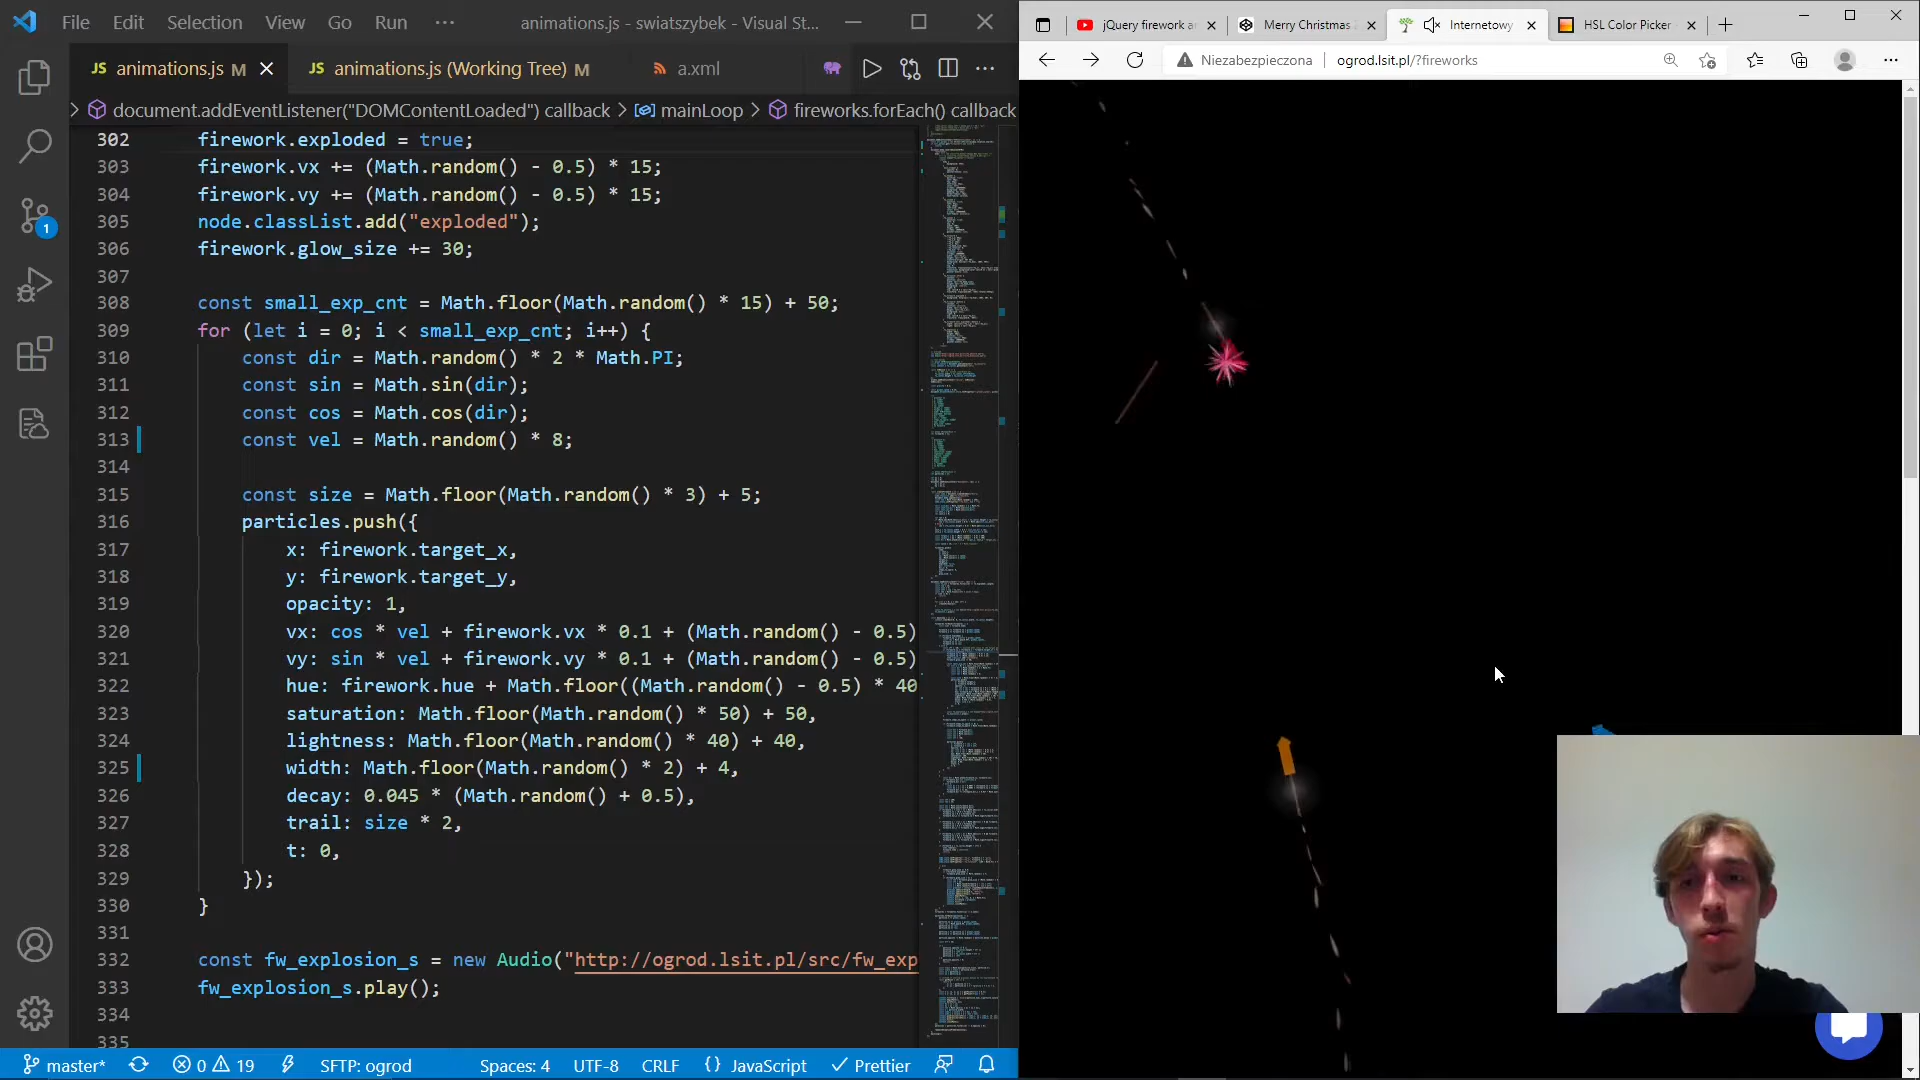 File Edit Selection View Go Run ··· animations.js - swiatszybek - Visual St...
JS animations.js M JS animations.js (Working Tree) M a.xml
document.addEventListener("DOMContentLoaded") callback > mainLoop > fireworks.forEach() callback
302 firework.exploded = true;
303 firework.vx += (Math.random() - 0.5) * 15;
304 firework.vy += (Math.random() - 0.5) * 15;
305 node.classList.add("exploded");
306 firework.glow_size += 30;
307
308 const small_exp_cnt = Math.floor(Math.random() * 15) + 50;
309 for (let i = 0; i < small_exp_cnt; i++) {
310 const dir = Math.random() * 2 * Math.PI;
311 const sin = Math.sin(dir);
312 const cos = Math.cos(dir);
313 const vel = Math.random() * 8;
314
315 const size = Math.floor(Math.random() * 3) + 5;
316 particles.push({
317 x: firework.target_x,
318 y: firework.target_y,
319 opacity: 1,
320 vx: cos * vel + firework.vx * 0.1 + (Math.random() - 0.5)
321 vy: sin * vel + firework.vy * 0.1 + (Math.random() - 0.5)
322 hue: firework.hue + Math.floor((Math.random() - 0.5) * 40
323 saturation: Math.floor(Math.random() * 50) + 50,
324 lightness: Math.floor(Math.random() * 40) + 40,
325 width: Math.floor(Math.random() * 2) + 4,
326 decay: 0.045 * (Math.random() + 0.5),
327 trail: size * 2,
328 t: 0,
329 });
330 }
331
332 const fw_explosion_s = new Audio("http://ogrod.lsit.pl/src/fw_exp
333 fw_explosion_s.play();
334
335
1
master* 0 19 SFTP: ogrod Spaces: 4 UTF-8 CRLF {} JavaScript Prettier
jQuery firework a Merry Christmas Internetowy HSL Color Picker
Niezabezpieczona ogrod.lsit.pl/?fireworks